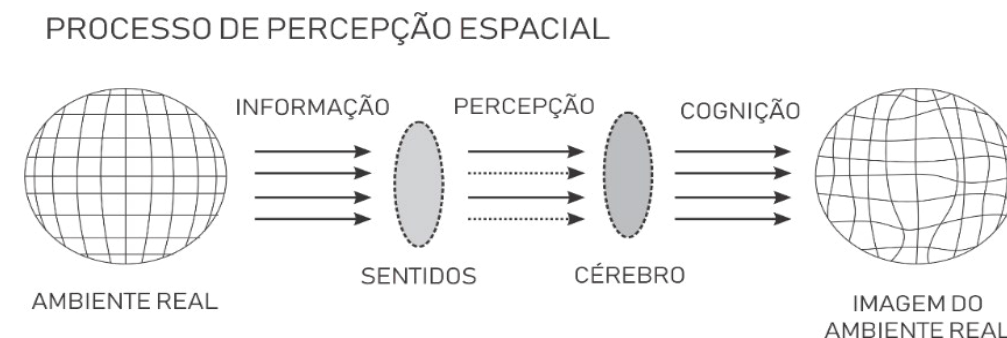 PROCESSO DE PERCEPÇÃO ESPACIAL
INFORMAÇÃO
PERCEPÇÃO
COGNIÇÃO
SENTIDOS
CÉREBRO
AMBIENTE REAL
IMAGEM DO
AMBIENTE REAL